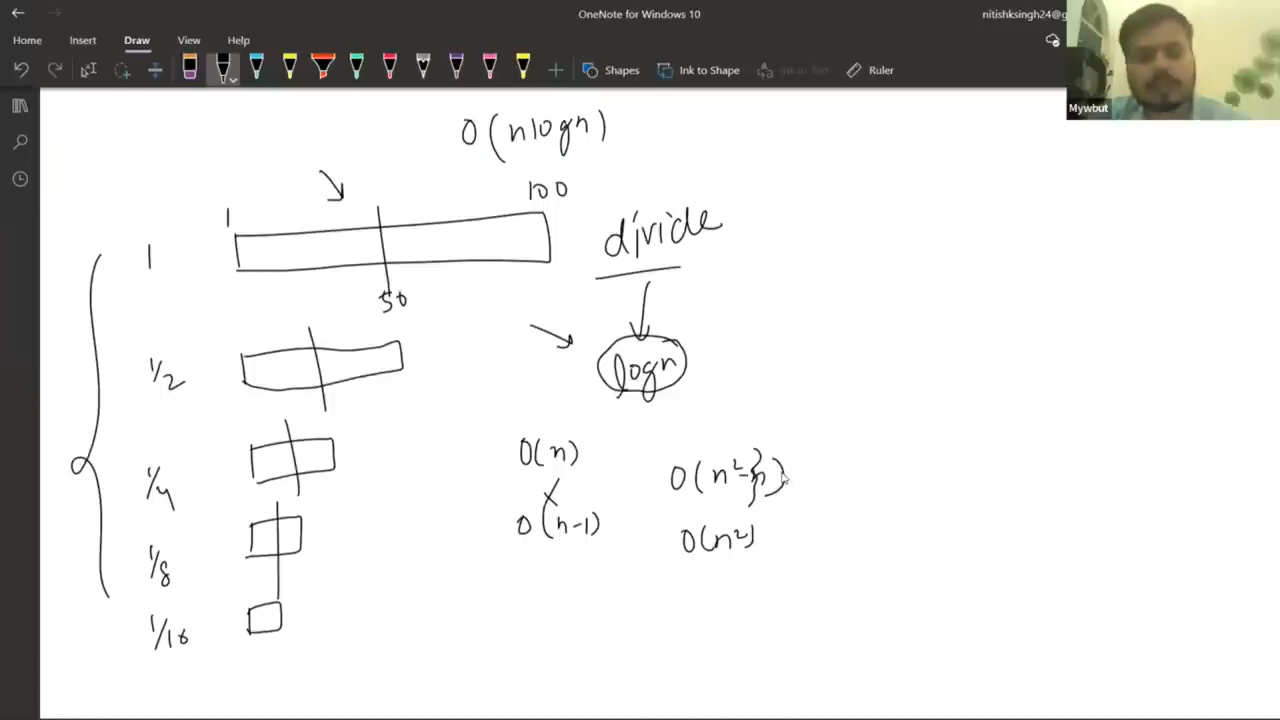 OneNote for Windows 10
nitishksingh24@g
Home Insert Draw View Help
Shapes Ink to Shape Ruler
Mywbut
O(nlogn)
1 100
1
50
divide
logn
1/2
1/4
1/8
1/16
O(n)
O(n-1)
O(n²-n)
O(n²)